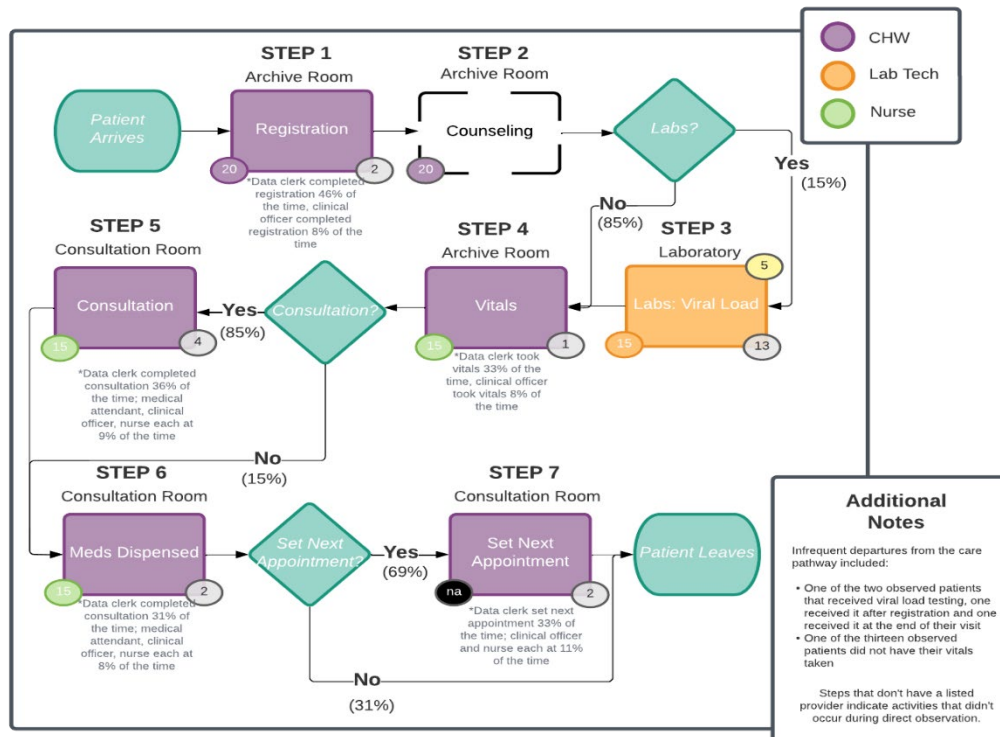 CHW
Lab Tech
Nurse
STEP 1
Archive Room
STEP 2
Archive Room
Patient
Arrives
Registration
20
2
Counseling
20
Labs?
*Data clerk completed
registration 46% of
the time, clinical
officer completed
registration 8% of the
time
Yes
(15%)
No
(85%)
STEP 5
Consultation Room
STEP 4
Archive Room
STEP 3
Laboratory
Consultation
15
4
Yes
(85%)
Consultation?
Vitals
15
1
5
Labs: Viral Load
15
13
*Data clerk completed
consultation 36% of
the time; medical
attendant, clinical
officer, nurse each at
9% of the time
*Data clerk took
vitals 33% of the
time, clinical officer
took vitals 8% of
the time
No
(15%)
STEP 6
Consultation Room
STEP 7
Consultation Room
Meds Dispensed
15
2
Set Next
Appointment?
Yes
(69%)
Set Next
Appointment
na
2
Patient Leaves
*Data clerk completed
consultation 31% of
the time; medical
attendant, clinical
officer, nurse each at
8% of the time
*Data clerk set next
appointment 33%
of the time; clinical officer
and nurse each at 11%
of the time
No
(31%)
Additional
Notes
Infrequent departures from the care
pathway included:
• One of the two observed patients
that received viral load testing, one
received it after registration and one
received it at the end of their visit
• One of the thirteen observed
patients did not have their vitals
taken
Steps that don't have a listed
provider indicate activities that didn't
occur during direct observation.